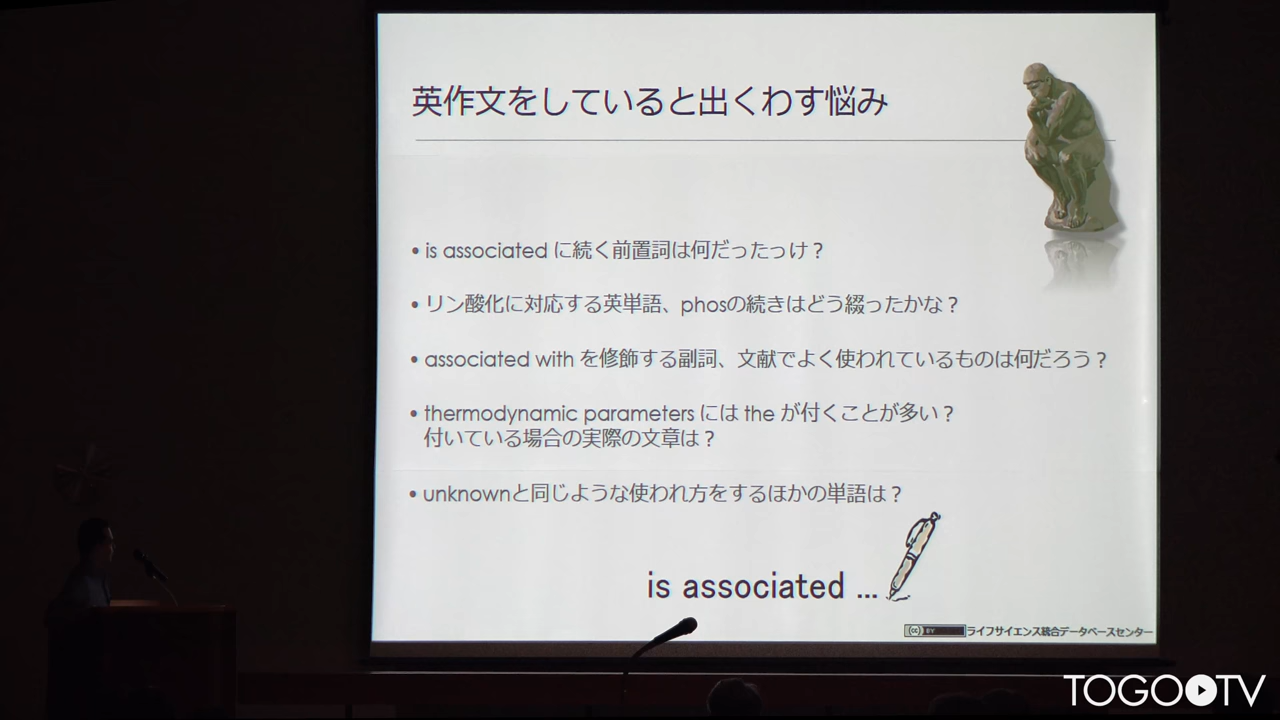 英作文をしていると出くわす悩み
• is associated に続く前置詞は何だったっけ？
• リン酸化に対応する英単語、phosの続きはどう綴ったかな？
• associated with を修飾する副詞、文献でよく使われているものは何だろう？
• thermodynamic parameters には the が付くことが多い？
付いている場合の実際の文章は？
• unknownと同じような使われ方をするほかの単語は？
is associated ...
cc BY ライフサイエンス統合データベースセンター
TOGOTV